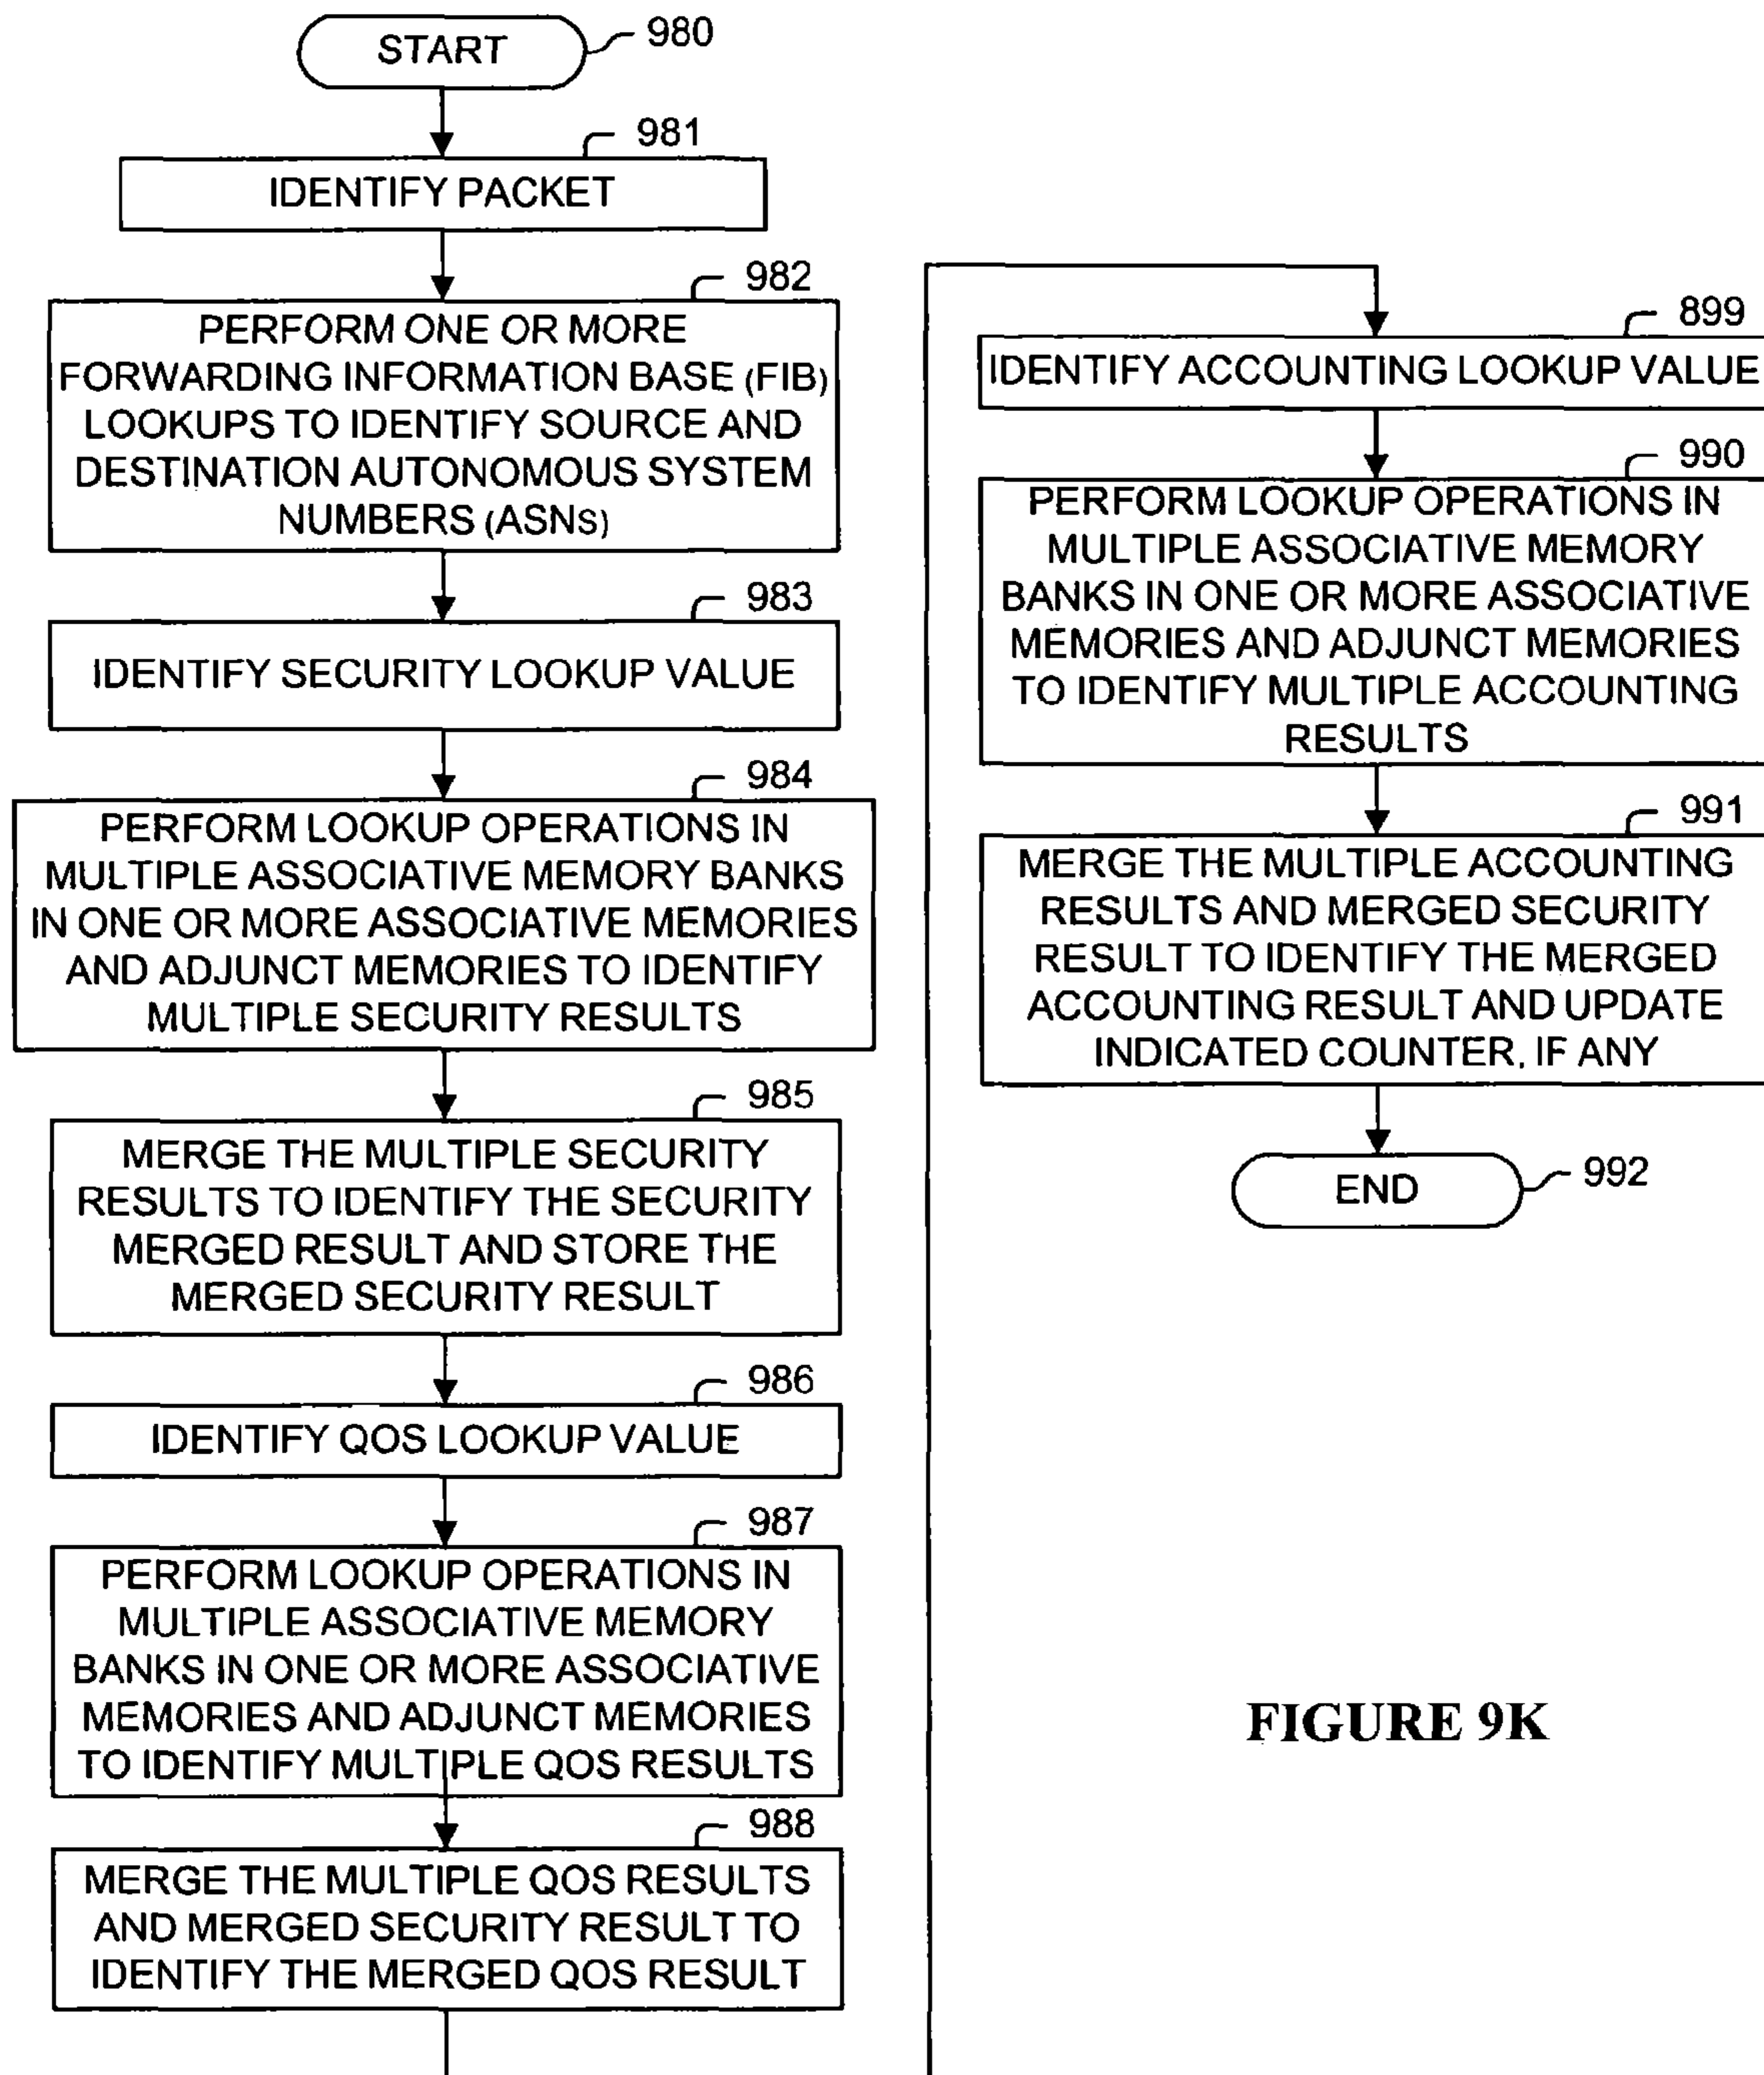 START
980
981
IDENTIFY PACKET
982
PERFORM ONE OR MORE
FORWARDING INFORMATION BASE (FIB)
LOOKUPS TO IDENTIFY SOURCE AND
DESTINATION AUTONOMOUS SYSTEM
NUMBERS (ASNS)
983
IDENTIFY SECURITY LOOKUP VALUE
984
PERFORM LOOKUP OPERATIONS IN
MULTIPLE ASSOCIATIVE MEMORY BANKS
IN ONE OR MORE ASSOCIATIVE MEMORIES
AND ADJUNCT MEMORIES TO IDENTIFY
MULTIPLE SECURITY RESULTS
985
MERGE THE MULTIPLE SECURITY
RESULTS TO IDENTIFY THE SECURITY
MERGED RESULT AND STORE THE
MERGED SECURITY RESULT
986
IDENTIFY QOS LOOKUP VALUE
987
PERFORM LOOKUP OPERATIONS IN
MULTIPLE ASSOCIATIVE MEMORY
BANKS IN ONE OR MORE ASSOCIATIVE
MEMORIES AND ADJUNCT MEMORIES
TO IDENTIFY MULTIPLE QOS RESULTS
988
MERGE THE MULTIPLE QOS RESULTS
AND MERGED SECURITY RESULT TO
IDENTIFY THE MERGED QOS RESULT
899
IDENTIFY ACCOUNTING LOOKUP VALUE
990
PERFORM LOOKUP OPERATIONS IN
MULTIPLE ASSOCIATIVE MEMORY
BANKS IN ONE OR MORE ASSOCIATIVE
MEMORIES AND ADJUNCT MEMORIES
TO IDENTIFY MULTIPLE ACCOUNTING
RESULTS
991
MERGE THE MULTIPLE ACCOUNTING
RESULTS AND MERGED SECURITY
RESULT TO IDENTIFY THE MERGED
ACCOUNTING RESULT AND UPDATE
INDICATED COUNTER, IF ANY
END
992
FIGURE 9K